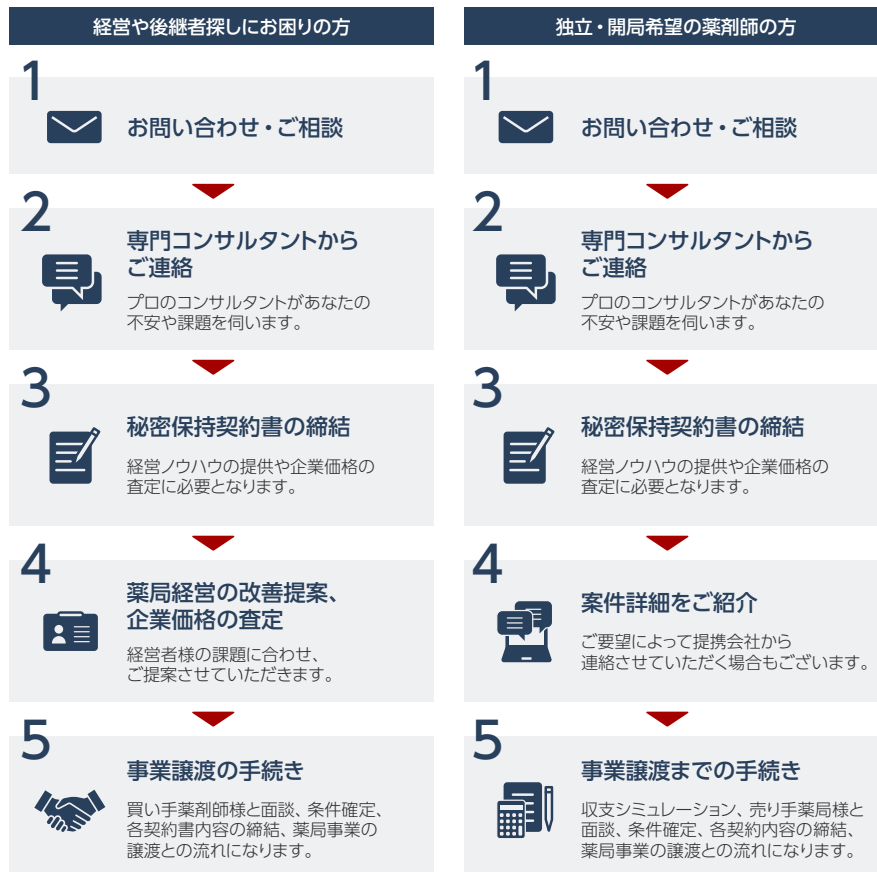 経営や後継者探しにお困りの方
1
お問い合わせ・ご相談
2
専門コンサルタントから
ご連絡
プロのコンサルタントがあなたの
不安や課題を伺います。
3
秘密保持契約書の締結
経営ノウハウの提供や企業価格の
査定に必要となります。
4
薬局経営の改善提案、
企業価格の査定
経営者様の課題に合わせ、
ご提案させていただきます。
5
事業譲渡の手続き
買い手薬剤師様と面談、条件確定、
各契約書内容の締結、薬局事業の
譲渡との流れになります。
独立・開局希望の薬剤師の方
1
お問い合わせ・ご相談
2
専門コンサルタントから
ご連絡
プロのコンサルタントがあなたの
不安や課題を伺います。
3
秘密保持契約書の締結
経営ノウハウの提供や企業価格の
査定に必要となります。
4
案件詳細をご紹介
ご要望によって提携会社から
連絡させていただく場合もございます。
5
事業譲渡までの手続き
収支シミュレーション、売り手薬局様と
面談、条件確定、各契約内容の締結、
薬局事業の譲渡との流れになります。